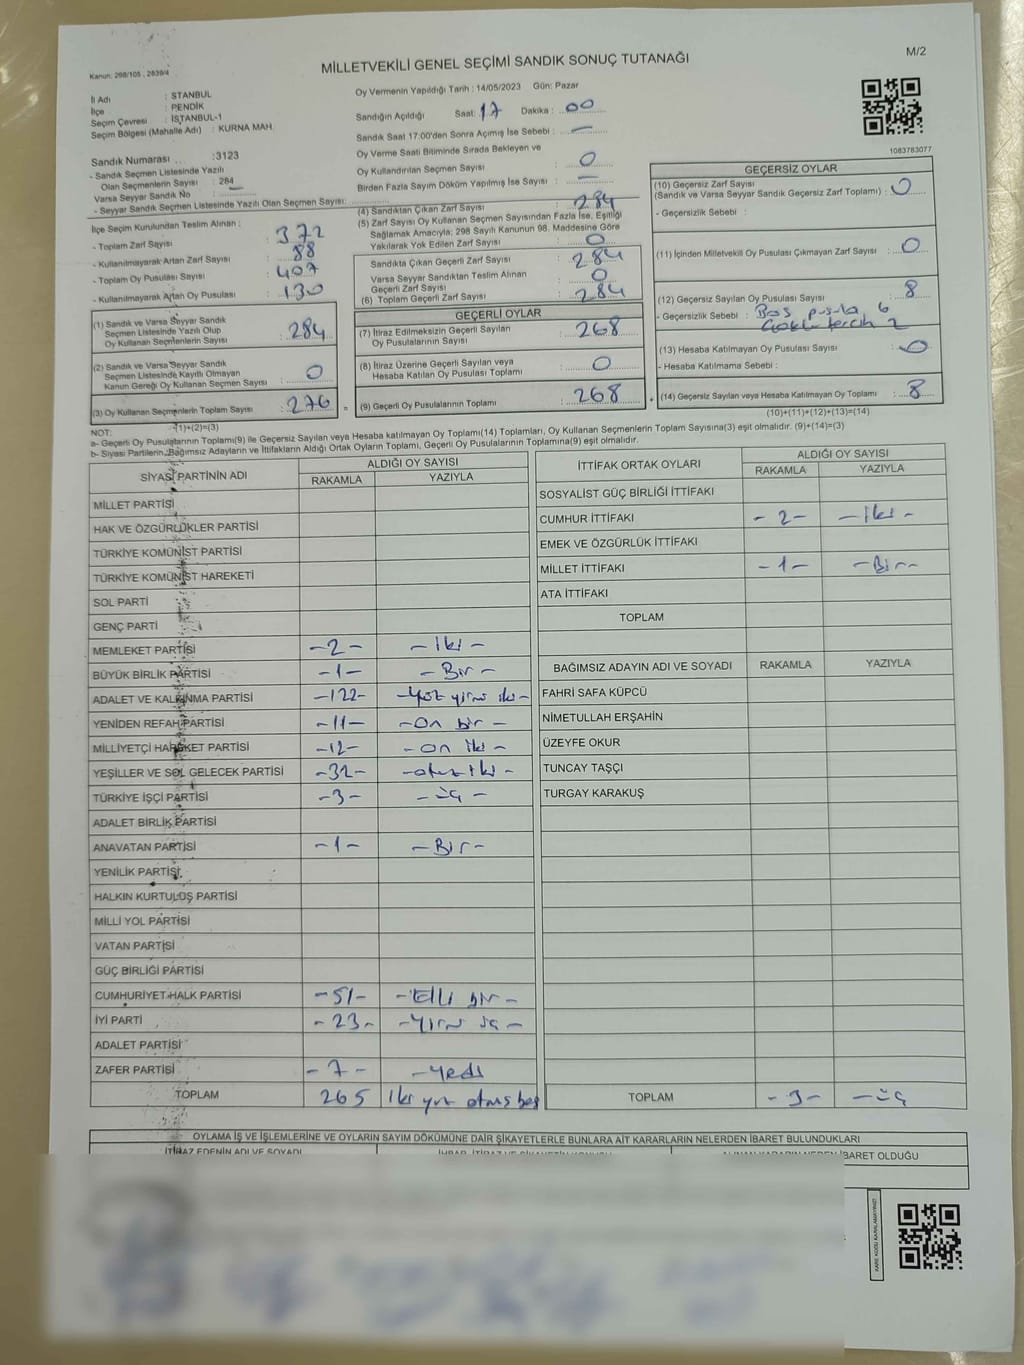 M/2
Kanun: 298/105 , 2839/4
MİLLETVEKİLİ GENEL SEÇİMİ SANDIK SONUÇ TUTANAĞI
İl Adı : STANBUL
İlçe : PENDİK
Seçim Çevresi : İSTANBUL-1
Seçim Bölgesi (Mahalle Adı) : KURNA MAH.
Sandık Numarası :3123
- Sandık Seçmen Listesinde Yazılı
Olan Seçmenlerin Sayısı : 284
Varsa Seyyar Sandık No :
- Seyyar Sandık Seçmen Listesinde Yazılı Olan Seçmen Sayısı:
Oy Vermenin Yapıldığı Tarih : 14/05/2023 Gün: Pazar
Sandığın Açıldığı Saat: 17 Dakika : 00
Sandık Saat 17:00'den Sonra Açımış İse Sebebi : —
Oy Verme Saati Bitiminde Sırada Bekleyen ve
Oy Kullandırılan Seçmen Sayısı : 0
Birden Fazla Sayım Döküm Yapılmış İse Sayısı : —
1083783077
İlçe Seçim Kurulundan Teslim Alınan :
- Toplam Zarf Sayısı : 372
- Kullanılmayarak Artan Zarf Sayısı : 88
- Toplam Oy Pusulası Sayısı : 407
- Kullanılmayarak Artan Oy Pusulası : 130
(1) Sandık ve Varsa Seyyar Sandık
Seçmen Listesinde Yazılı Olup
Oy Kullanan Seçmenlerin Sayısı : 284
(2) Sandık ve Varsa Seyyar Sandık
Seçmen Listesinde Kayıtlı Olmayan
Kanun Gereği Oy Kullanan Seçmen Sayısı : 0
(3) Oy Kullanan Seçmenlerin Toplam Sayısı : 276
(1)+(2)=(3)
(4) Sandıktan Çıkan Zarf Sayısı : 284
(5) Zarf Sayısı Oy Kullanan Seçmen Sayısından Fazla İse, Eşitliği
Sağlamak Amacıyla; 298 Sayılı Kanunun 98. Maddesine Göre
Yakılarak Yok Edilen Zarf Sayısı : 0
Sandıkta Çıkan Geçerli Zarf Sayısı : 284
Varsa Seyyar Sandıktan Teslim Alınan
Geçerli Zarf Sayısı : 0
(6) Toplam Geçerli Zarf Sayısı : 284
GEÇERLİ OYLAR
(7) İtiraz Edilmeksizin Geçerli Sayılan
Oy Pusulalarının Sayısı : 268
(8) İtiraz Üzerine Geçerli Sayılan veya
Hesaba Katılan Oy Pusulası Toplamı : 0
= (9) Geçerli Oy Pusulalarının Toplamı : 268
GEÇERSİZ OYLAR
(10) Geçersiz Zarf Sayısı
(Sandık ve Varsa Seyyar Sandık Geçersiz Zarf Toplamı) : 0
- Geçersizlik Sebebi :
(11) İçinden Milletvekili Oy Pusulası Çıkmayan Zarf Sayısı : 0
(12) Geçersiz Sayılan Oy Pusulası Sayısı : 8
- Geçersizlik Sebebi : Boş pusula 6
Çoklu tercih 2
(13) Hesaba Katılmayan Oy Pusulası Sayısı : 0
- Hesaba Katılmama Sebebi :
+ (14) Geçersiz Sayılan veya Hesaba Katılmayan Oy Toplamı : 8
(10)+(11)+(12)+(13)=(14)
NOT:
a- Geçerli Oy Pusulalarının Toplamı(9) ile Geçersiz Sayılan veya Hesaba katılmayan Oy Toplamı(14) Toplamları, Oy Kullanan Seçmenlerin Toplam Sayısına(3) eşit olmalıdır. (9)+(14)=(3)
b- Siyasi Partilerin, Bağımsız Adayların ve İttifakların Aldığı Ortak Oyların Toplamı, Geçerli Oy Pusulalarının Toplamına(9) eşit olmalıdır.
SİYASİ PARTİNİN ADI ALDIĞI OY SAYISI
RAKAMLA YAZIYLA
MİLLET PARTİSİ
HAK VE ÖZGÜRLÜKLER PARTİSİ
TÜRKİYE KOMÜNİST PARTİSİ
TÜRKİYE KOMÜNİST HAREKETİ
SOL PARTİ
GENÇ PARTİ
MEMLEKET PARTİSİ -2- -İki-
BÜYÜK BİRLİK PARTİSİ -1- -Bir-
ADALET VE KALKINMA PARTİSİ -122- -Yüz yirmi iki-
YENİDEN REFAH PARTİSİ -11- -On bir-
MİLLİYETÇİ HAREKET PARTİSİ -12- -on iki-
YEŞİLLER VE SOL GELECEK PARTİSİ -32- -otuz iki-
TÜRKİYE İŞÇİ PARTİSİ -3- -üç-
ADALET BİRLİK PARTİSİ
ANAVATAN PARTİSİ -1- -Bir-
YENİLİK PARTİSİ
HALKIN KURTULUŞ PARTİSİ
MİLLİ YOL PARTİSİ
VATAN PARTİSİ
GÜÇ BİRLİĞİ PARTİSİ
CUMHURİYET HALK PARTİSİ -51- -Elli bir-
İYİ PARTİ -23- -Yirmi üç-
ADALET PARTİSİ
ZAFER PARTİSİ -7- -Yedi
TOPLAM 265 iki yüz altmış beş
İTTİFAK ORTAK OYLARI ALDIĞI OY SAYISI
RAKAMLA YAZIYLA
SOSYALİST GÜÇ BİRLİĞİ İTTİFAKI
CUMHUR İTTİFAKI -2- -iki-
EMEK VE ÖZGÜRLÜK İTTİFAKI
MİLLET İTTİFAKI -1- -Bir-
ATA İTTİFAKI
TOPLAM
BAĞIMSIZ ADAYIN ADI VE SOYADI RAKAMLA YAZIYLA
FAHRİ SAFA KÜPCÜ
NİMETULLAH ERŞAHİN
ÜZEYFE OKUR
TUNCAY TAŞÇI
TURGAY KARAKUŞ
TOPLAM -3- -üç
OYLAMA İŞ VE İŞLEMLERİNE VE OYLARIN SAYIM DÖKÜMÜNE DAİR ŞİKAYETLERLE BUNLARA AİT KARARLARIN NELERDEN İBARET BULUNDUKLARI
İTİRAZ EDENİN ADI VE SOYADI
İBARET OLDUĞU